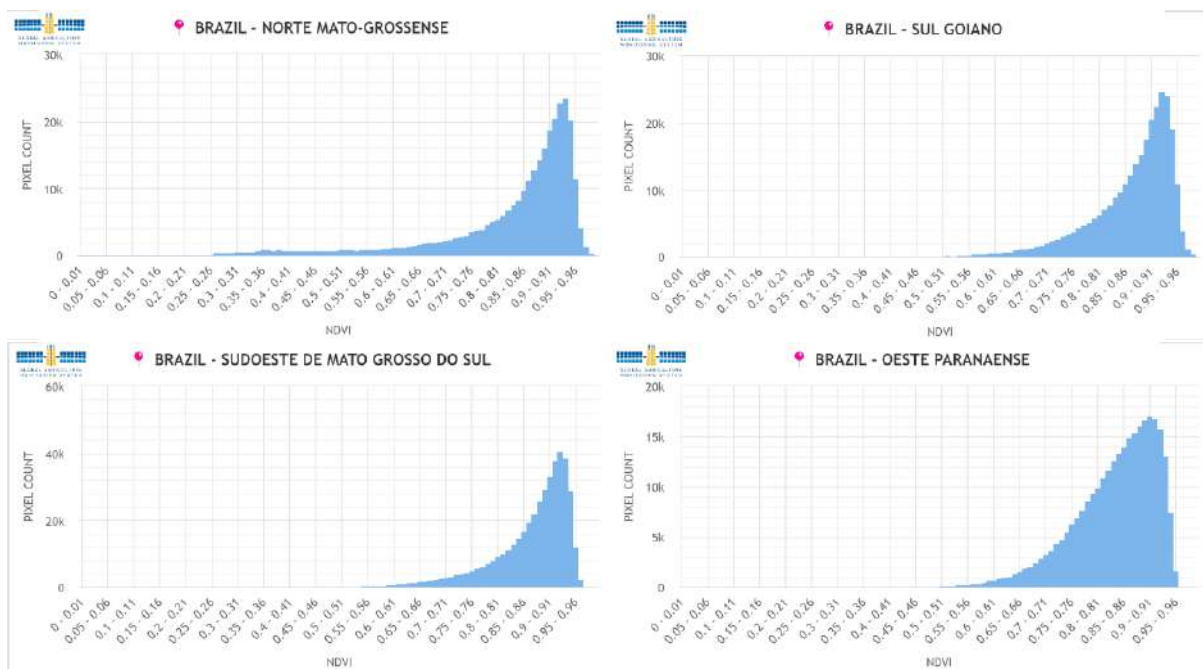 GLOBAL AGRICULTURE
MONITORING SYSTEM
BRAZIL - NORTE MATO-GROSSENSE
30k
20k
10k
0
PIXEL COUNT
0 - 0.01
0.05 - 0.06
0.1 - 0.11
0.15 - 0.16
0.2 - 0.21
0.25 - 0.26
0.3 - 0.31
0.35 - 0.36
0.4 - 0.41
0.45 - 0.46
0.5 - 0.51
0.55 - 0.56
0.6 - 0.61
0.65 - 0.66
0.7 - 0.71
0.75 - 0.76
0.8 - 0.81
0.85 - 0.86
0.9 - 0.91
0.95 - 0.96
NDVI
GLOBAL AGRICULTURE
MONITORING SYSTEM
BRAZIL - SUL GOIANO
30k
20k
10k
0
PIXEL COUNT
0 - 0.01
0.05 - 0.06
0.1 - 0.11
0.15 - 0.16
0.2 - 0.21
0.25 - 0.26
0.3 - 0.31
0.35 - 0.36
0.4 - 0.41
0.45 - 0.46
0.5 - 0.51
0.55 - 0.56
0.6 - 0.61
0.65 - 0.66
0.7 - 0.71
0.75 - 0.76
0.8 - 0.81
0.85 - 0.86
0.9 - 0.91
0.95 - 0.96
NDVI
GLOBAL AGRICULTURE
MONITORING SYSTEM
BRAZIL - SUDOESTE DE MATO GROSSO DO SUL
60k
40k
20k
0
PIXEL COUNT
0 - 0.01
0.05 - 0.06
0.1 - 0.11
0.15 - 0.16
0.2 - 0.21
0.25 - 0.26
0.3 - 0.31
0.35 - 0.36
0.4 - 0.41
0.45 - 0.46
0.5 - 0.51
0.55 - 0.56
0.6 - 0.61
0.65 - 0.66
0.7 - 0.71
0.75 - 0.76
0.8 - 0.81
0.85 - 0.86
0.9 - 0.91
0.95 - 0.96
NDVI
GLOBAL AGRICULTURE
MONITORING SYSTEM
BRAZIL - OESTE PARANAENSE
20k
15k
10k
5k
0
PIXEL COUNT
0 - 0.01
0.05 - 0.06
0.1 - 0.11
0.15 - 0.16
0.2 - 0.21
0.25 - 0.26
0.3 - 0.31
0.35 - 0.36
0.4 - 0.41
0.45 - 0.46
0.5 - 0.51
0.55 - 0.56
0.6 - 0.61
0.65 - 0.66
0.7 - 0.71
0.75 - 0.76
0.8 - 0.81
0.85 - 0.86
0.9 - 0.91
0.95 - 0.96
NDVI